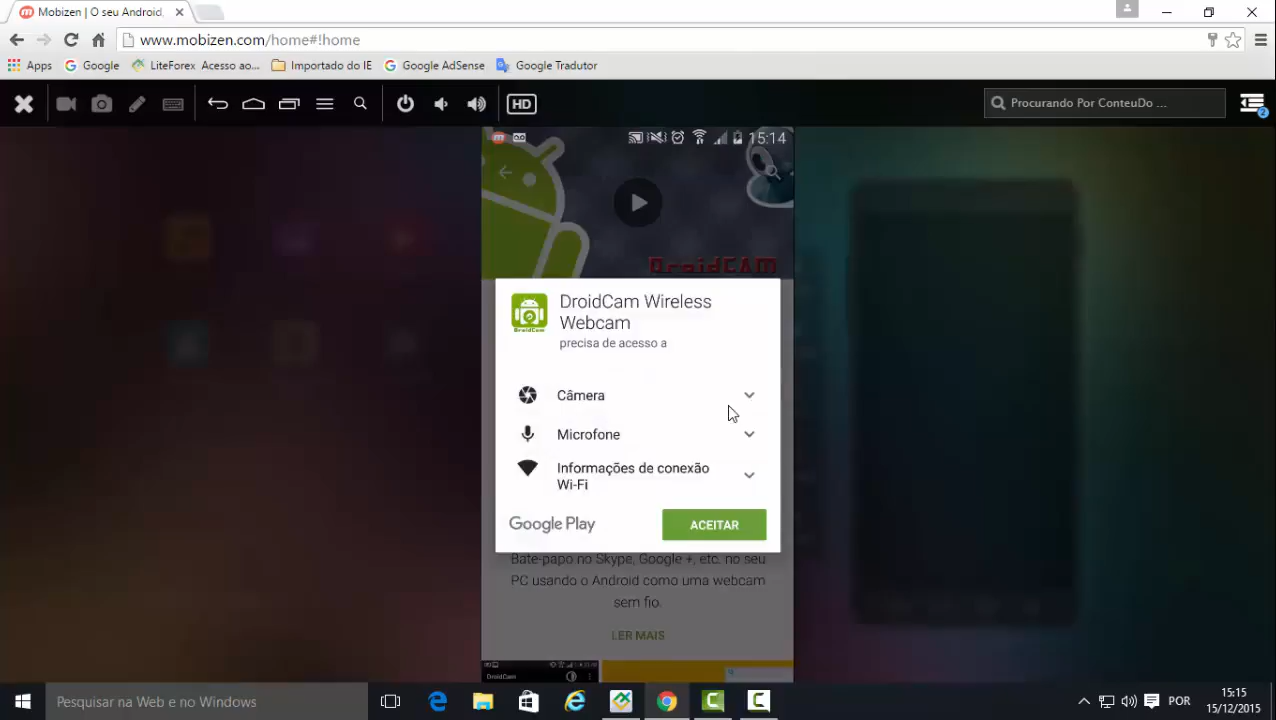 Mobizen | O seu Android,
www.mobizen.com/home#!home
Apps Google LiteForex Acesso ao... Importado do IE Google AdSense Google Tradutor
HD Procurando Por ConteuDo ...
2
15:14
DroidCAM
DroidCam Wireless
Webcam
DroidCam
precisa de acesso a
Câmera
Microfone
Informações de conexão
Wi-Fi
Google Play ACEITAR
Bate-papo no Skype, Google +, etc. no seu
PC usando o Android como uma webcam
sem fio.
LER MAIS
DroidCam
Pesquisar na Web e no Windows
POR
15:15
15/12/2015